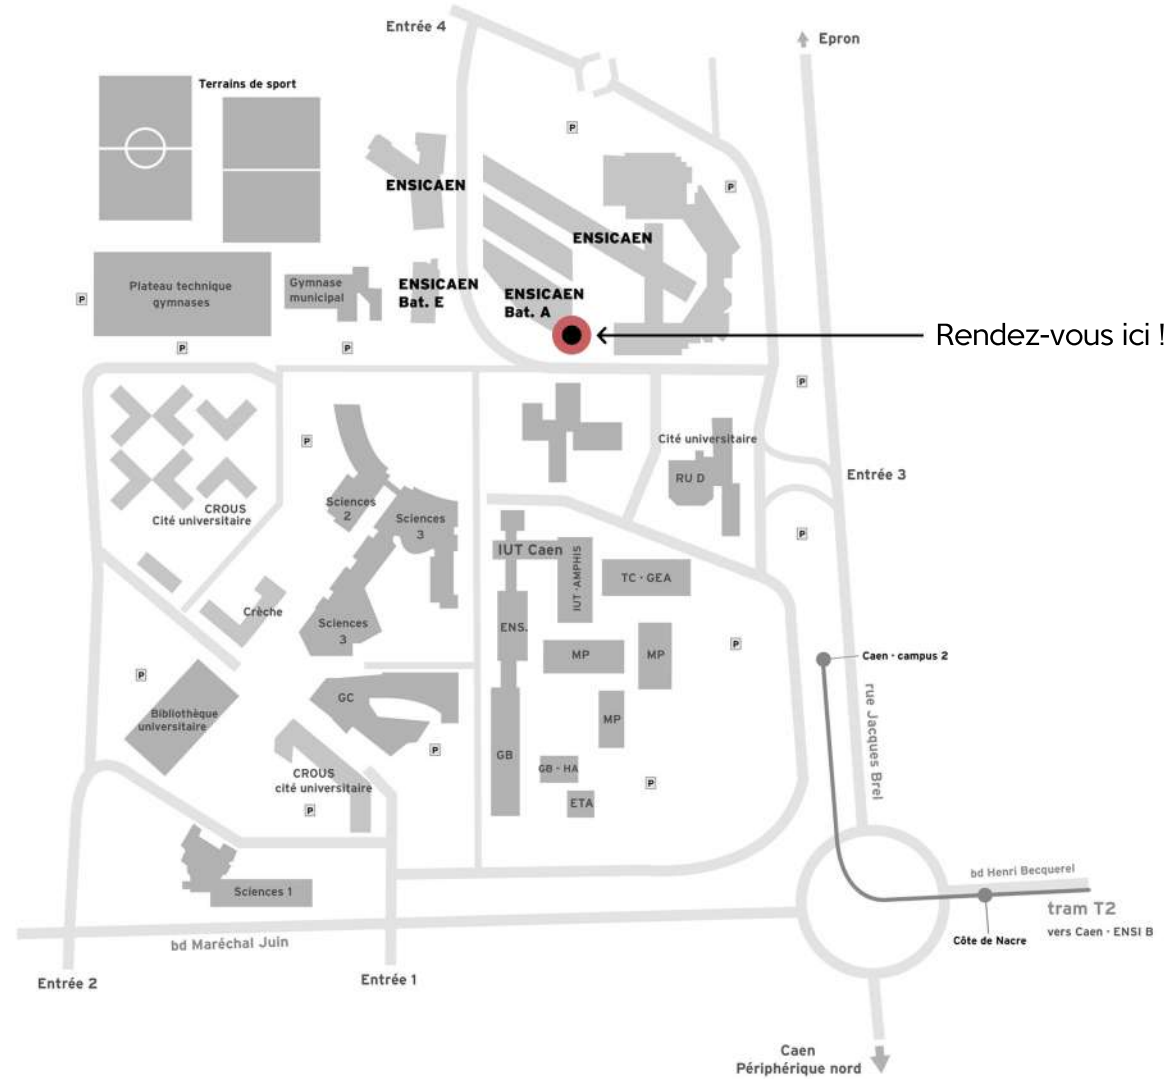 Entrée 4
Epron
Terrains de sport
P
P
ENSICAEN
ENSICAEN
Plateau technique
gymnases
Gymnase
municipal
ENSICAEN
Bat. E
ENSICAEN
Bat. A
P
Rendez-vous ici !
P
P
P
P
Cité universitaire
RU D
Entrée 3
CROUS
Cité universitaire
Sciences
2
Sciences
3
P
IUT Caen
IUT · AMPHIS
TC · GEA
Crèche
Sciences
3
ENS.
MP
MP
P
Caen · campus 2
P
GC
Bibliothèque
universitaire
MP
rue Jacques Brel
P
GB
GB · HA
P
ETA
CROUS
cité universitaire
P
Sciences 1
bd Henri Becquerel
tram T2
vers Caen · ENSI B
Côte de Nacre
bd Maréchal Juin
Entrée 2
Entrée 1
Caen
Périphérique nord